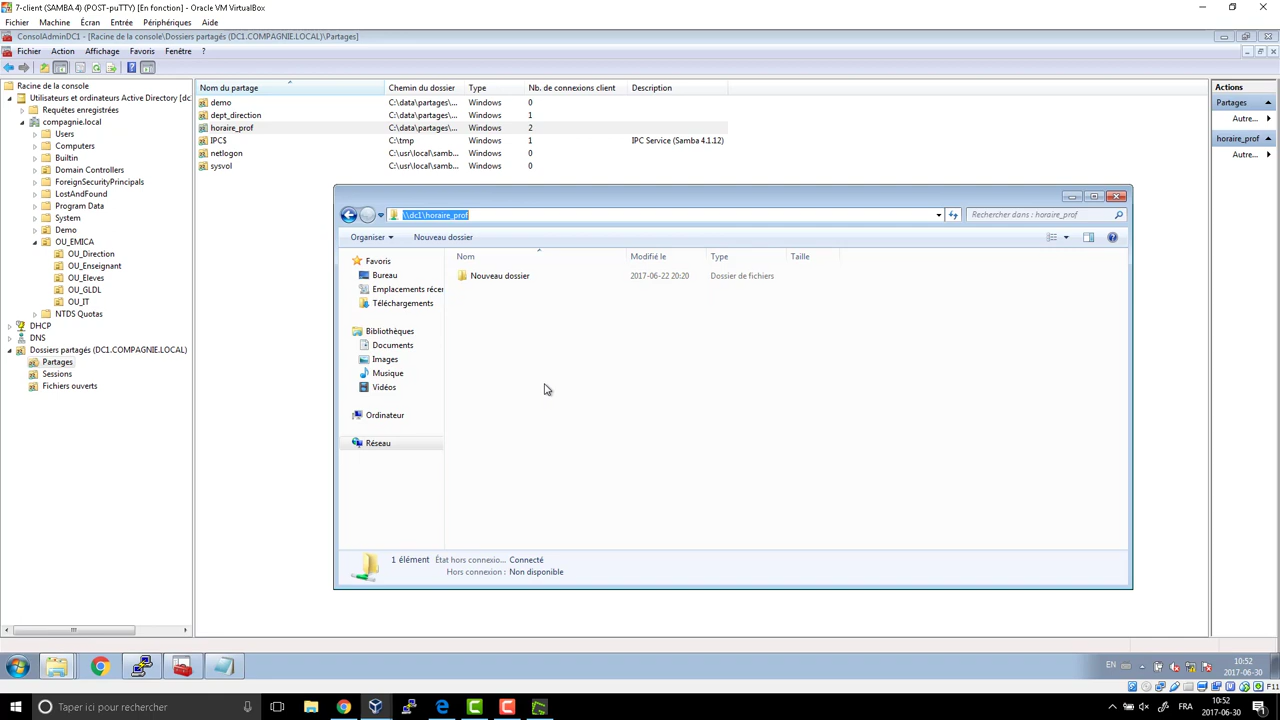 7-client (SAMBA 4) (POST-puTTY) [En fonction] - Oracle VM VirtualBox
Fichier Machine Écran Entrée Périphériques Aide
ConsolAdminDC1 - [Racine de la console\Dossiers partagés (DC1.COMPAGNIE.LOCAL)\Partages]
Fichier Action Affichage Favoris Fenêtre ?
Racine de la console
Utilisateurs et ordinateurs Active Directory [dc
Requêtes enregistrées
compagnie.local
Users
Computers
Builtin
Domain Controllers
ForeignSecurityPrincipals
LostAndFound
Program Data
System
Demo
OU_EMICA
OU_Direction
OU_Enseignant
OU_Eleves
OU_GLDL
OU_IT
NTDS Quotas
DHCP
DNS
Dossiers partagés (DC1.COMPAGNIE.LOCAL)
Partages
Sessions
Fichiers ouverts
Nom du partage Chemin du dossier Type Nb. de connexions client Description
demo C:\data\partages\... Windows 0
dept_direction C:\data\partages\... Windows 1
horaire_prof C:\data\partages\... Windows 2
IPC$ C:\tmp Windows 1 IPC Service (Samba 4.1.12)
netlogon C:\usr\local\samb... Windows 0
sysvol C:\usr\local\samb... Windows 0
Actions
Partages
Autre...
horaire_prof
Autre...
\\dc1\horaire_prof
Rechercher dans : horaire_prof
Organiser Nouveau dossier
Favoris
Bureau
Emplacements récer
Téléchargements
Bibliothèques
Documents
Images
Musique
Vidéos
Ordinateur
Réseau
Nom Modifié le Type Taille
Nouveau dossier 2017-06-22 20:20 Dossier de fichiers
1 élément État hors connexio... Connecté
Hors connexion : Non disponible
EN
10:52
2017-06-30
F11
Taper ici pour rechercher
FRA
10:52
2017-06-30
1